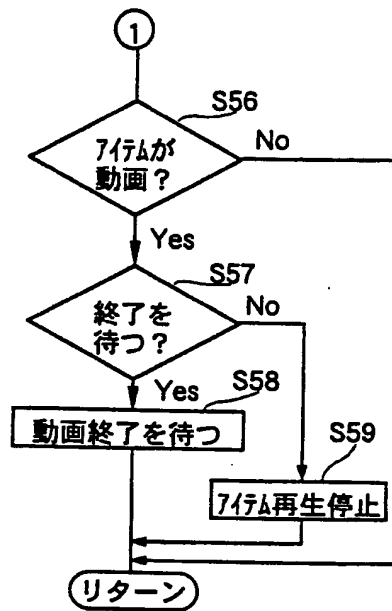 1
S56
アイテムが
動画？
No
Yes
S57
終了を
待つ？
No
Yes
S58
動画終了を待つ
S59
アイテム再生停止
リターン